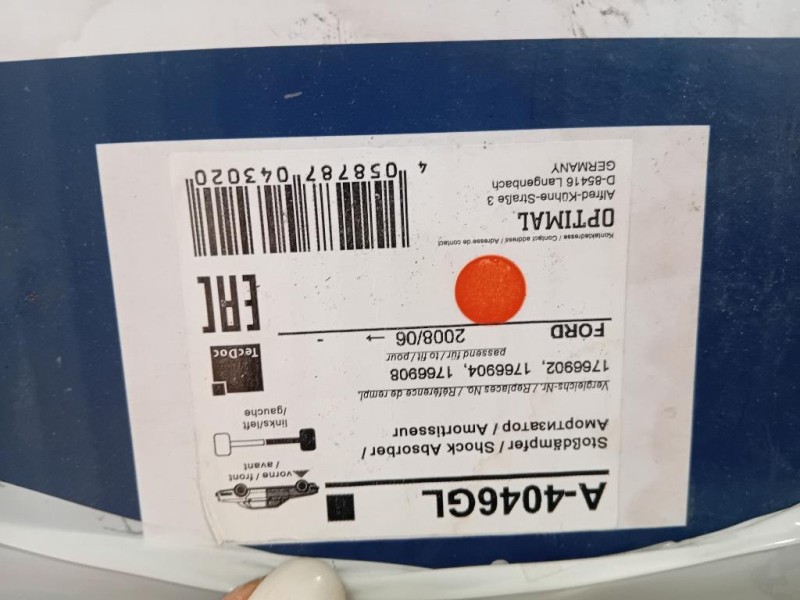 A-4046GL
Stoßdämpfer / Shock Absorber /
Амортизатор / Amortisseur
vorne / front
/ avant
links/left
/gauche
Vergleichs-Nr. / Replaces No. / Référence de rempl.
1766902, 1766904, 1766908
passend für / to fit / pour
FORD 2008/06 → -
TecDoc
EAC
Kontaktadresse / Contact address / Adresse de contact
OPTIMAL
Alfred-Kühne-Straße 3
D-85416 Langenbach
GERMANY
4 058787 043020